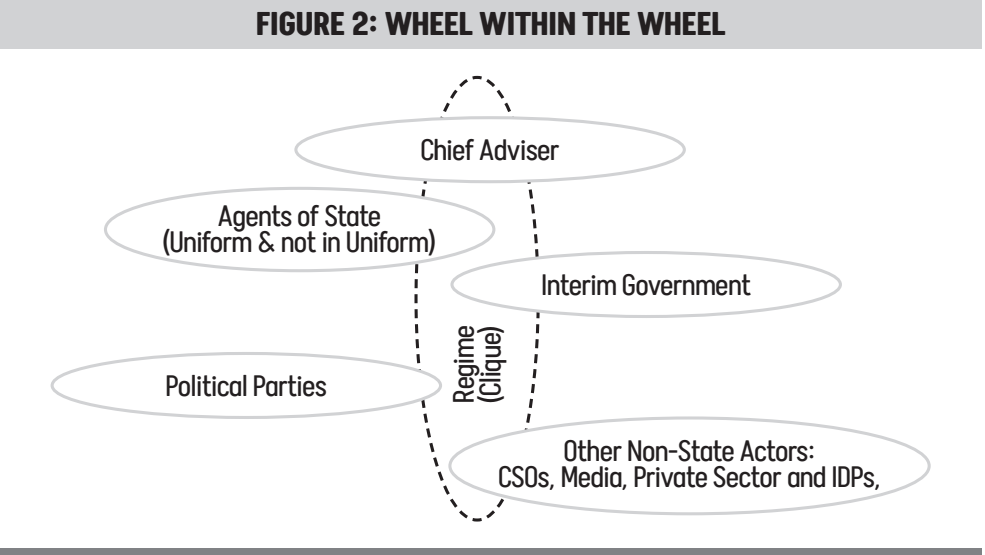 FIGURE 2: WHEEL WITHIN THE WHEEL
Chief Adviser
Agents of State
(Uniform & not in Uniform)
Interim Government
Regime
(Clique)
Political Parties
Other Non-State Actors:
CSOs, Media, Private Sector and IDPs,